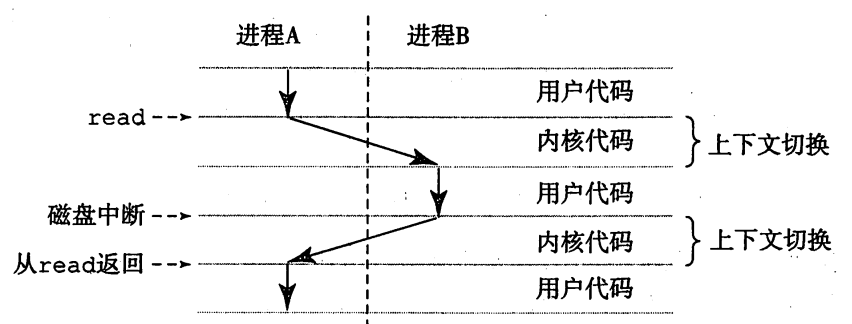 进程A 进程B
用户代码
read
内核代码 上下文切换
用户代码
磁盘中断
内核代码 上下文切换
从read返回
用户代码